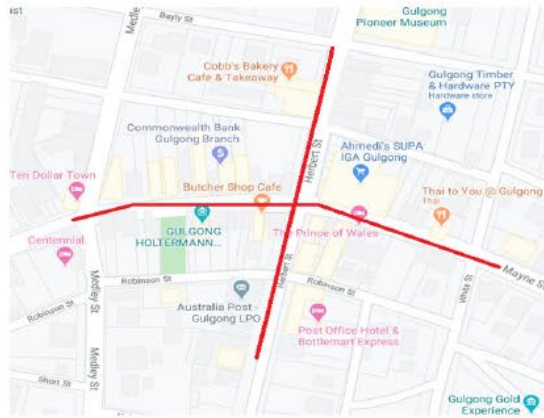 Bayly St
Medle
Gulgong
Pioneer Museum
Cobb's Bakery
Cafe & Takeaway
Gulgong Timber
& Hardware PTY
Hardware store
Commonwealth Bank
Gulgong Branch
Herbert St
Ahmedi's SUPA
IGA Gulgong
Ten Dollar Town
Butcher Shop Cafe
Thai to You @ Gulgong
Thai
Centennial
GULGONG
HOLTERMANN...
The Prince of Wales
Mayne St
Medley St
Robinson St
Herbert St
White St
Australia Post -
Gulgong LPO
Robinson St
Post Office Hotel &
Bottlemart Express
Medley St
Short St
Gulgong Gold
Experience